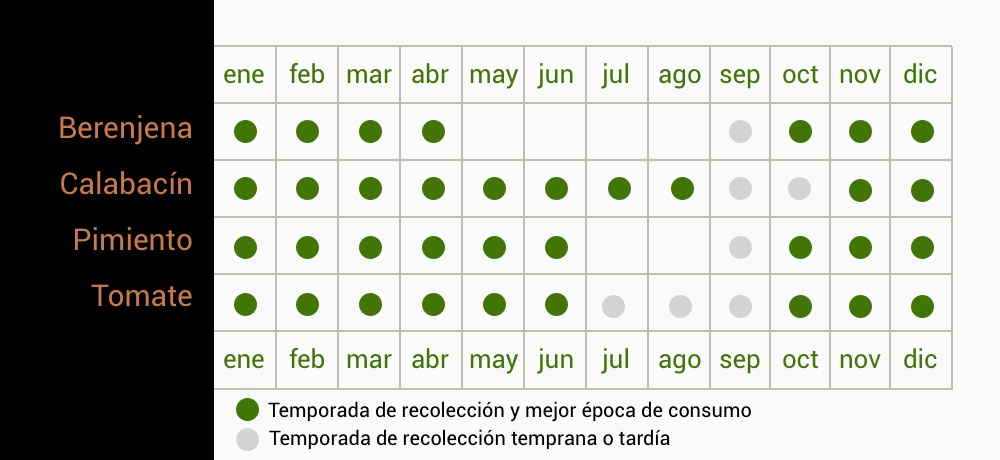 ene feb mar abr may jun jul ago sep oct nov dic
Berenjena
Calabacín
Pimiento
Tomate
ene feb mar abr may jun jul ago sep oct nov dic
Temporada de recolección y mejor época de consumo
Temporada de recolección temprana o tardía